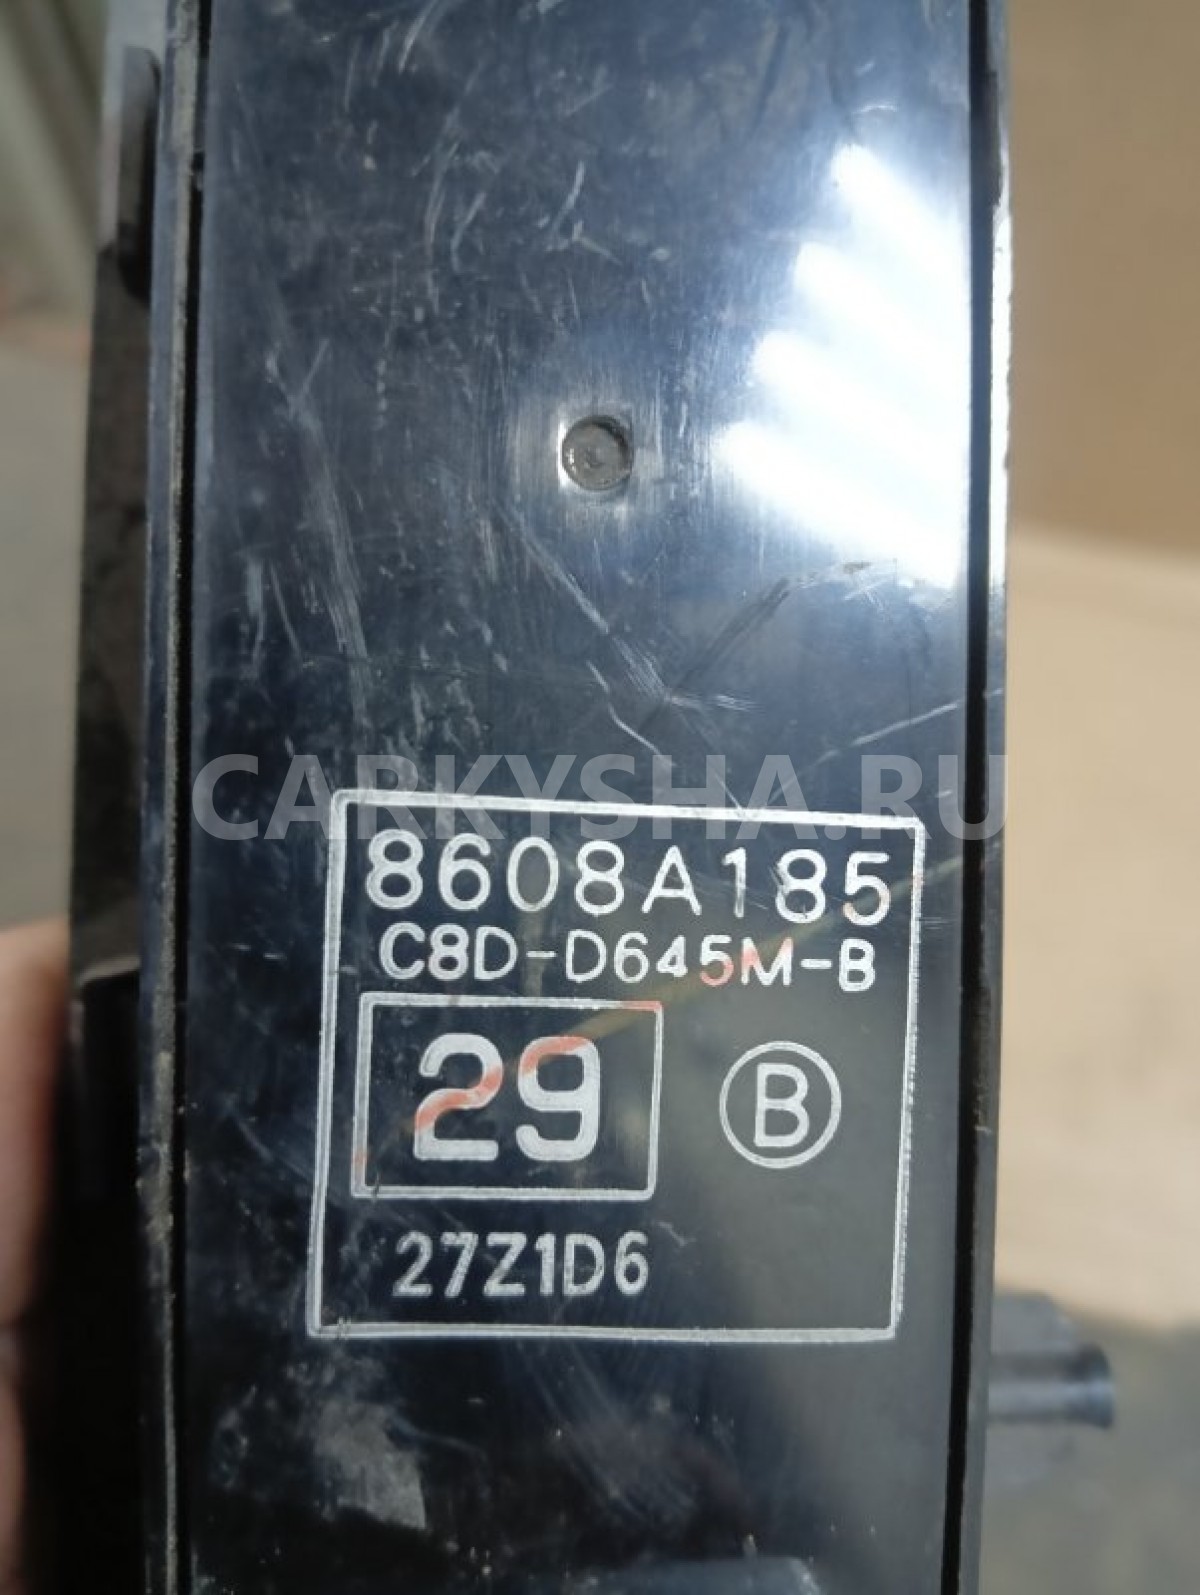 CARKYSHA.RU
8608A185
C8D-D645M-B
29
B
27Z1D6